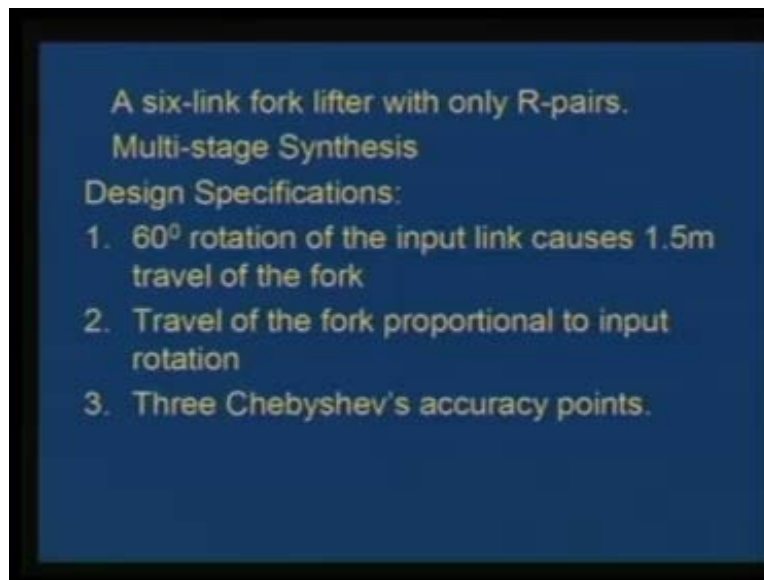 A six-link fork lifter with only R-pairs.
Multi-stage Synthesis
Design Specifications:
1. 60⁰ rotation of the input link causes 1.5m
travel of the fork
2. Travel of the fork proportional to input
rotation
3. Three Chebyshev's accuracy points.